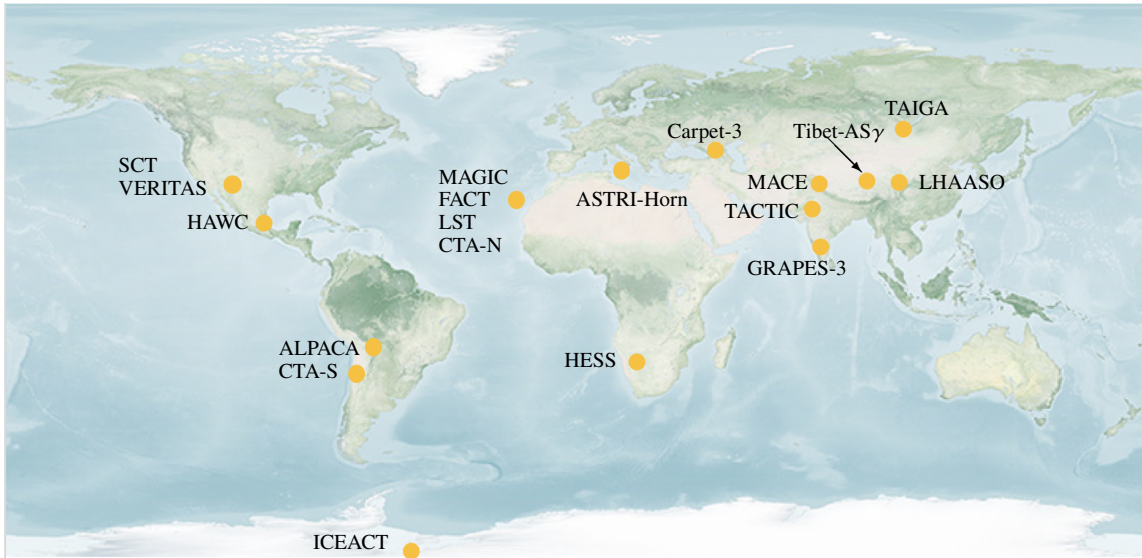 TAIGA
Carpet-3
Tibet-ASγ
SCT
VERITAS
MAGIC
FACT
LST
CTA-N
ASTRI-Horn
MACE
LHAASO
TACTIC
HAWC
GRAPES-3
ALPACA
CTA-S
HESS
ICEACT